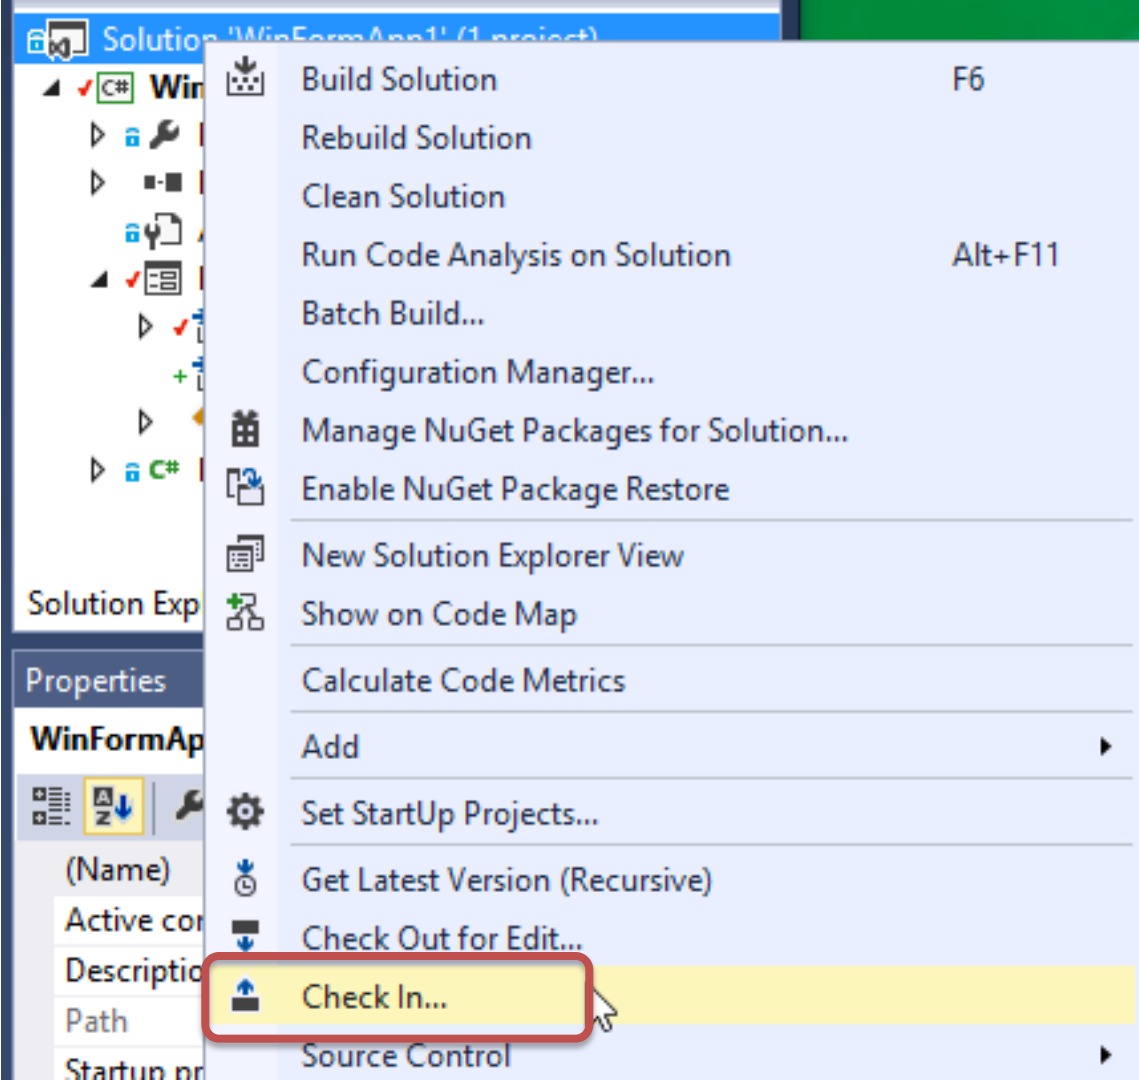 Solution 'WinFormApp1' (1 project)
C# Win
Build Solution F6
Rebuild Solution
Clean Solution
Run Code Analysis on Solution Alt+F11
Batch Build...
Configuration Manager...
Manage NuGet Packages for Solution...
Enable NuGet Package Restore
C#
New Solution Explorer View
Solution Exp
Show on Code Map
Properties
Calculate Code Metrics
WinFormAp
Add
AZ
Set StartUp Projects...
(Name)
Get Latest Version (Recursive)
Active cor
Check Out for Edit...
Descriptio
Check In...
Path
Source Control
Startup pr